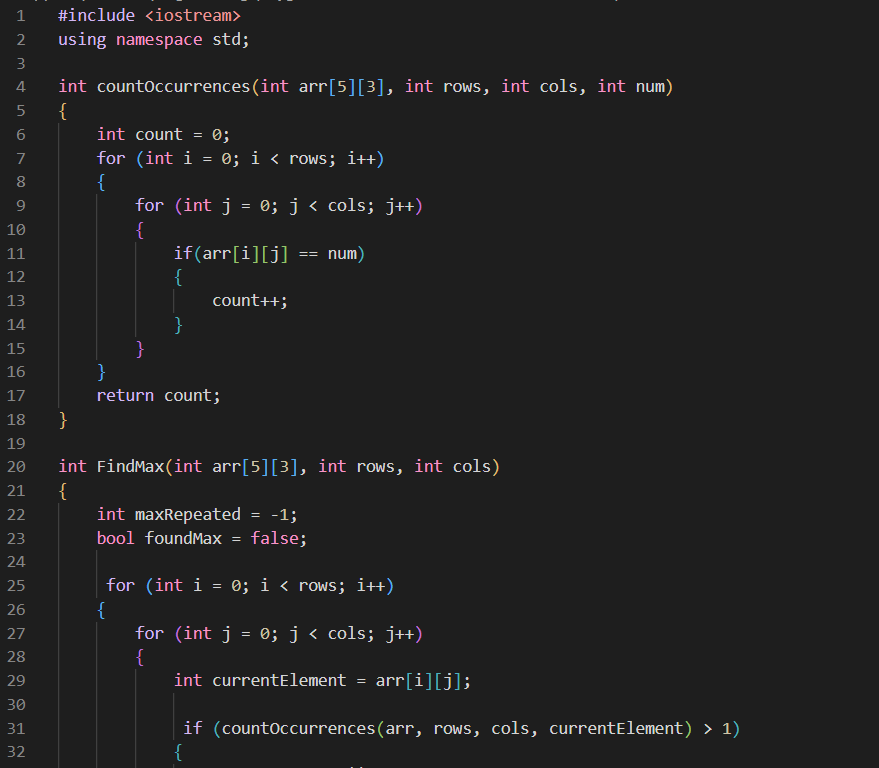 1 #include <iostream>
2 using namespace std;
3
4 int countOccurrences(int arr[5][3], int rows, int cols, int num)
5 {
6     int count = 0;
7     for (int i = 0; i < rows; i++)
8     {
9         for (int j = 0; j < cols; j++)
10         {
11             if(arr[i][j] == num)
12             {
13                 count++;
14             }
15         }
16     }
17     return count;
18 }
19
20 int FindMax(int arr[5][3], int rows, int cols)
21 {
22     int maxRepeated = -1;
23     bool foundMax = false;
24
25      for (int i = 0; i < rows; i++)
26     {
27         for (int j = 0; j < cols; j++)
28         {
29             int currentElement = arr[i][j];
30
31              if (countOccurrences(arr, rows, cols, currentElement) > 1)
32             {